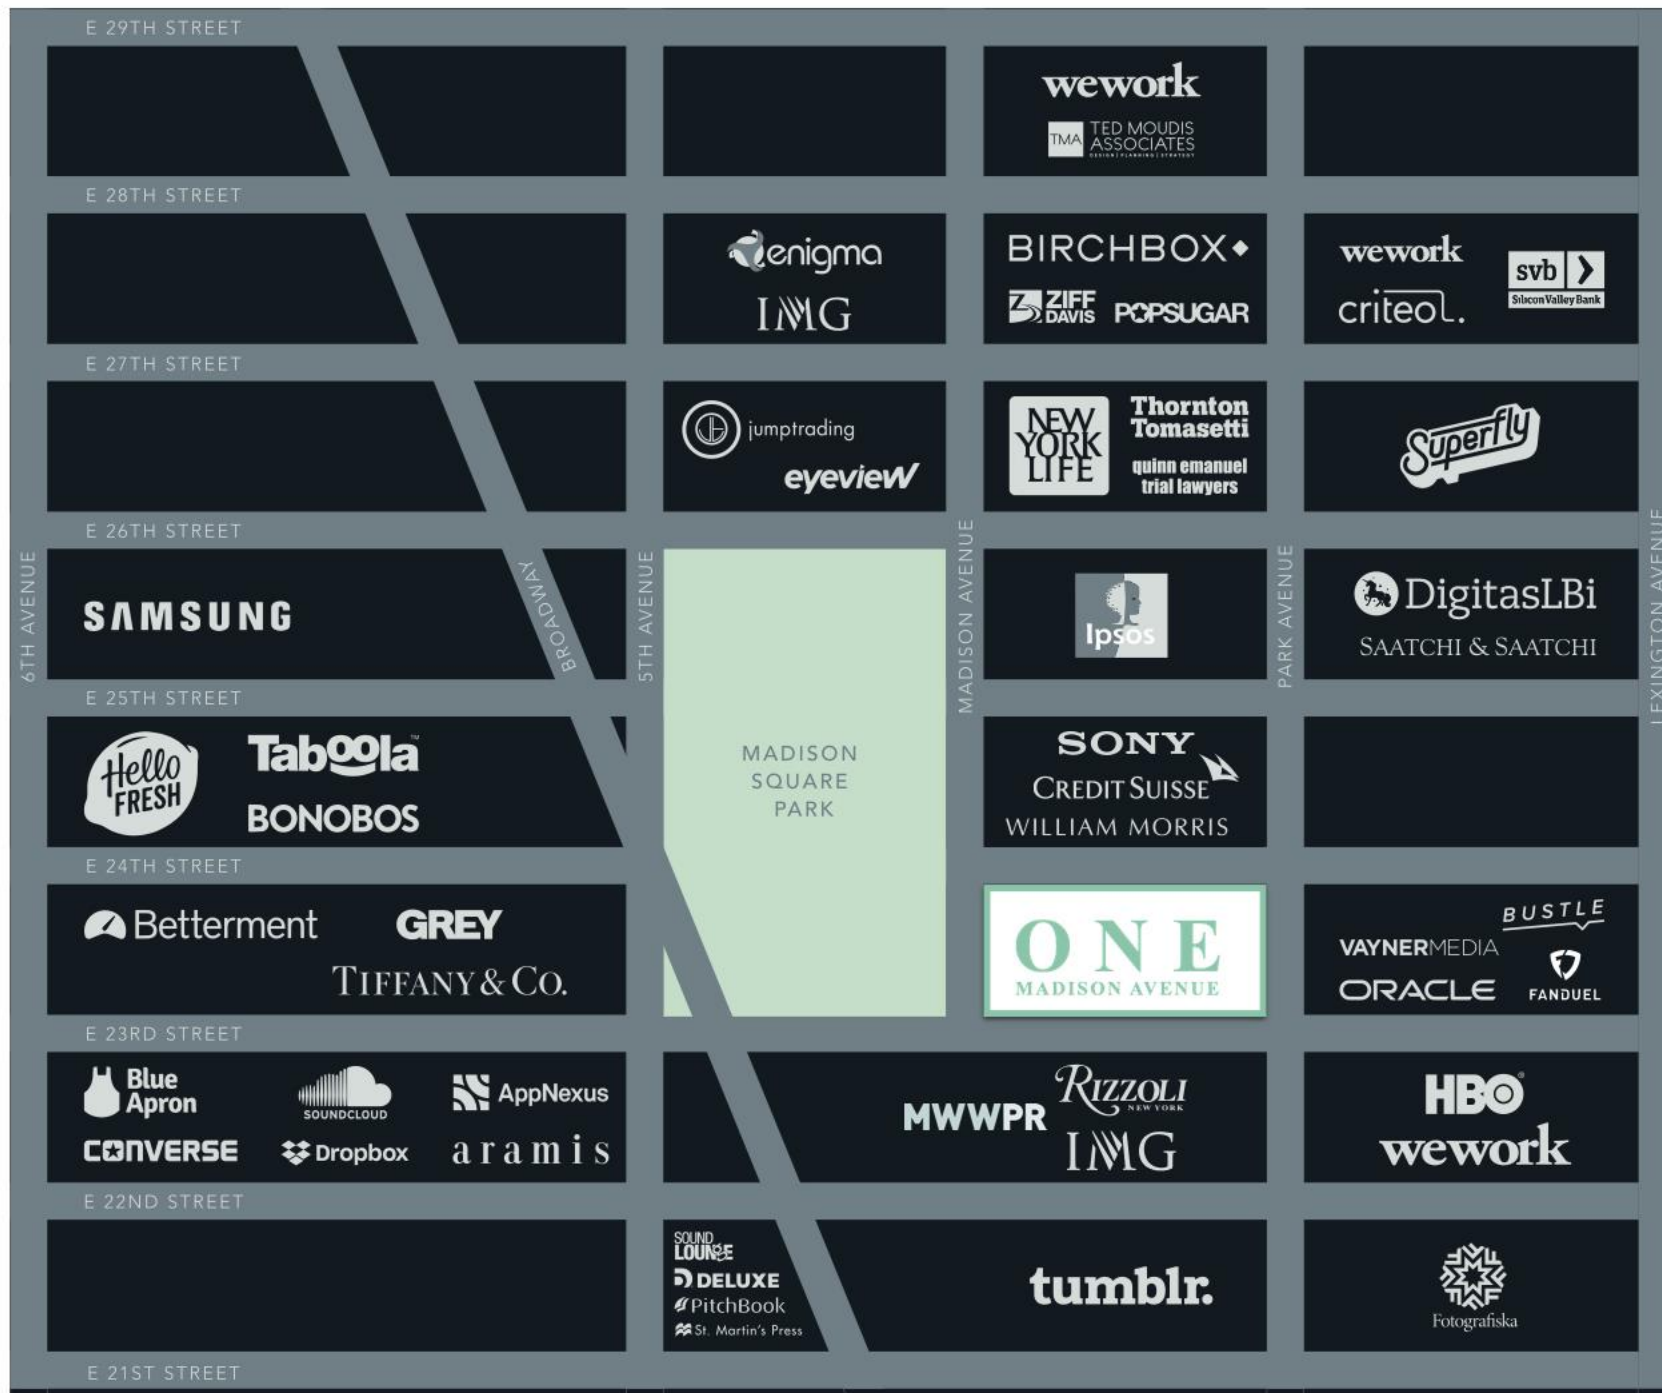 E 29TH STREET
wework
TMA TED MOUDIS
ASSOCIATES
DESIGN | PLANNING | STRATEGY
E 28TH STREET
enigma
IMG
BIRCHBOX
ZIFF
DAVIS
POPSUGAR
wework
criteol.
svb
Silicon Valley Bank
E 27TH STREET
jumptrading
eyeview
NEW
YORK
LIFE
Thornton
Tomasetti
quinn emanuel
trial lawyers
Superfly
E 26TH STREET
6TH AVENUE
SAMSUNG
BROADWAY
5TH AVENUE
MADISON AVENUE
Ipsos
PARK AVENUE
DigitasLBi
SAATCHI & SAATCHI
LEXINGTON AVENUE
E 25TH STREET
Hello
FRESH
Taboola™
BONOBOS
MADISON
SQUARE
PARK
SONY
CREDIT SUISSE
WILLIAM MORRIS
E 24TH STREET
Betterment
GREY
TIFFANY & CO.
ONE
MADISON AVENUE
BUSTLE
VAYNERMEDIA
ORACLE
FANDUEL
E 23RD STREET
Blue
Apron
SOUNDCLOUD
AppNexus
CONVERSE
Dropbox
aramis
MWWPR
RIZZOLI
NEW YORK
IMG
HBO®
wework
E 22ND STREET
SOUND
LOUNGE
DELUXE
PitchBook
St. Martin's Press
tumblr.
Fotografiska
E 21ST STREET